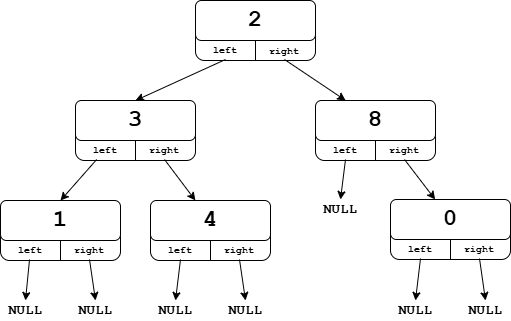 2
left right
3 8
left right left right
NULL
1 4 0
left right left right left right
NULL NULL NULL NULL NULL NULL